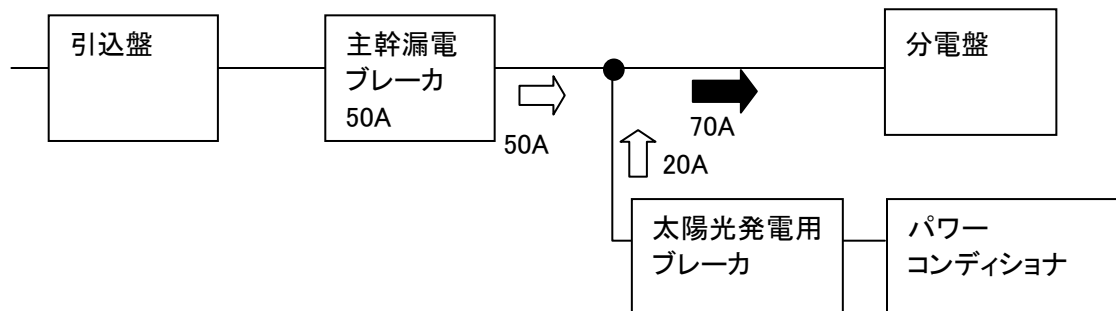 引込盤
主幹漏電
ブレーカ
50A
50A
70A
20A
分電盤
太陽光発電用
ブレーカ
パワー
コンディショナ